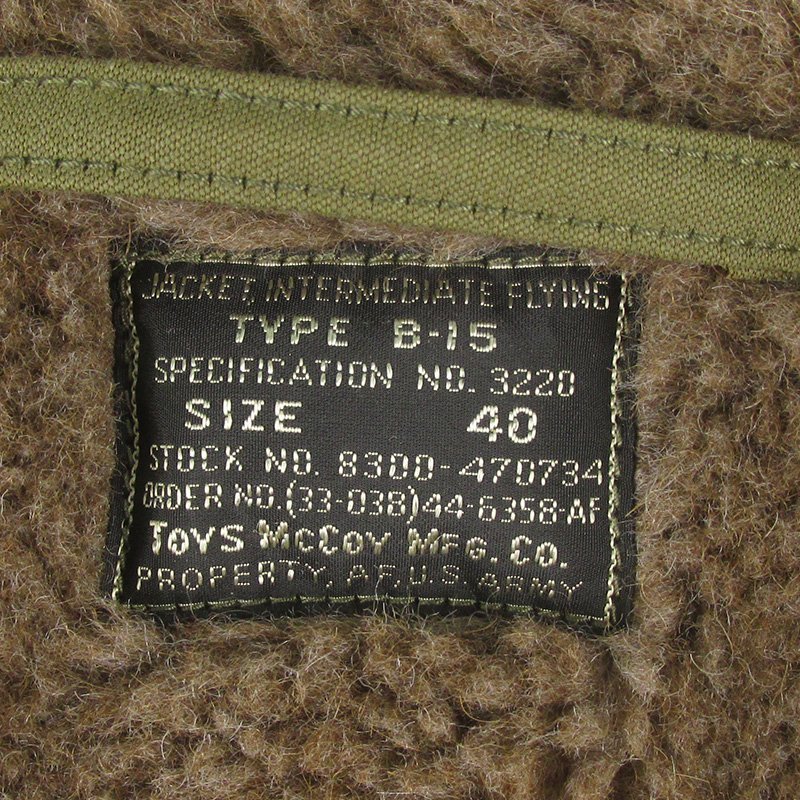 JACKET, INTERMEDIATE FLYING
TYPE B-15
SPECIFICATION NO. 3220
SIZE 40
STOCK NO. 8300-470734
ORDER NO. (33-038)44-6358-AF
TOYS McCOY MFG. CO.
PROPERTY, A.F., U.S. ARMY